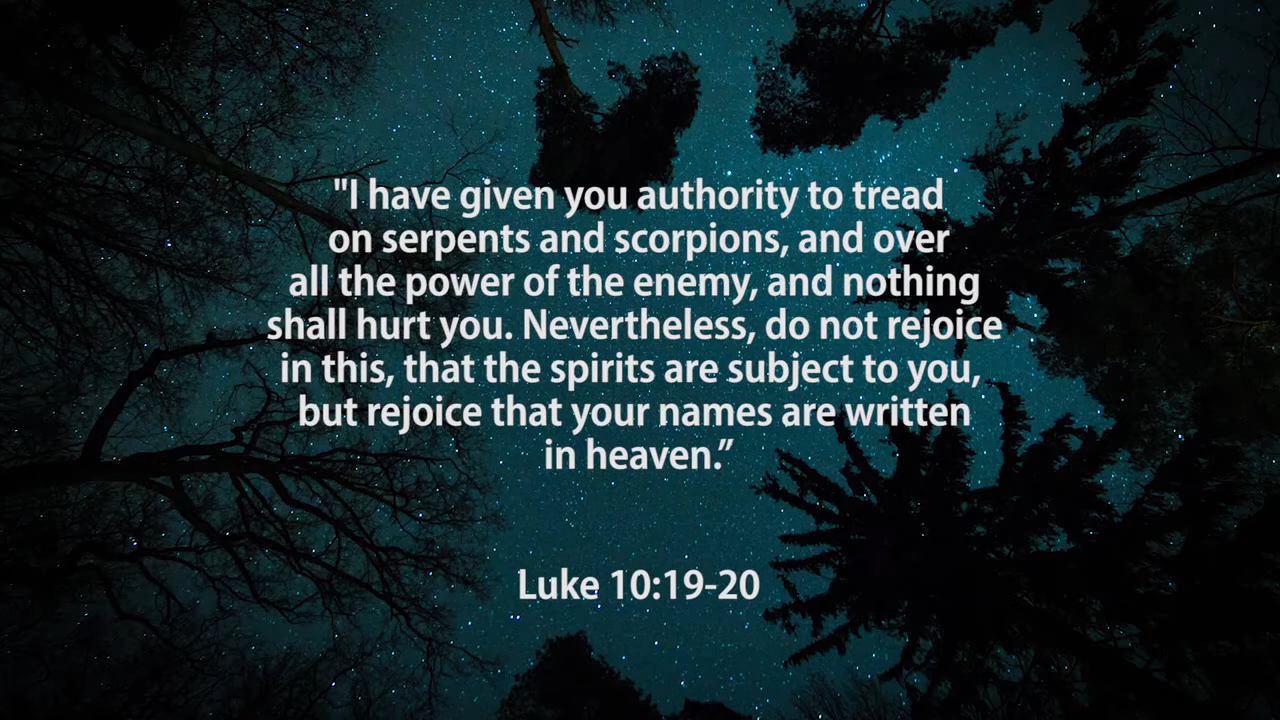 "I have given you authority to tread
on serpents and scorpions, and over
all the power of the enemy, and nothing
shall hurt you. Nevertheless, do not rejoice
in this, that the spirits are subject to you,
but rejoice that your names are written
in heaven.”
Luke 10:19-20